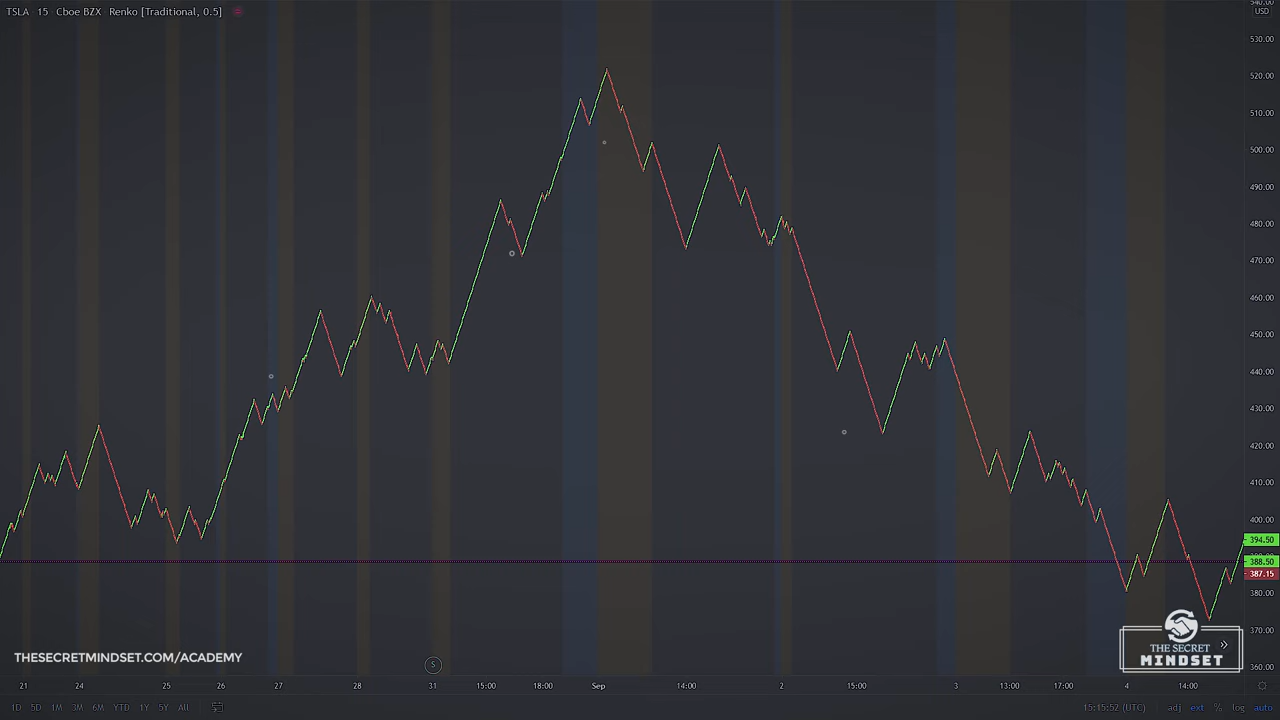 TSLA 15 Cboe BZX Renko [Traditional, 0.5]
540.00
USD
530.00
520.00
510.00
500.00
490.00
480.00
470.00
460.00
450.00
440.00
430.00
420.00
410.00
400.00
394.50
388.50
387.15
380.00
370.00
360.00
THE SECRET
MINDSET
THESECRETMINDSET.COM/ACADEMY
S
21 24 25 26 27 28 31 15:00 18:00 Sep 14:00 2 15:00 3 13:00 17:00 4 14:00
1D 5D 1M 3M 6M YTD 1Y 5Y All 15:15:52 (UTC) adj ext % log auto